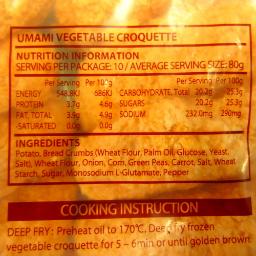 UMAMI VEGETABLE CROQUETTE
NUTRITION INFORMATION
SERVING PER PACKAGE: 10 / AVERAGE SERVING SIZE: 80g
Per Serving Per 100g Per Serving Per 100g
ENERGY 548.8KJ 686KJ CARBOHYDRATE, Total 20.2g 25.3g
PROTEIN 3.7g 4.6g SUGARS 20.2g 25.3g
FAT, TOTAL 3.9g 4.9g SODIUM 232.0mg 290mg
-SATURATED 0.0g 0.0g
INGREDIENTS
Potato, Bread Crumbs (Wheat Flour, Palm Oil, Glucose, Yeast,
Salt), Wheat Flour, Onion, Corn, Green Peas, Carrot, Salt, Wheat
Starch, Sugar, Monosodium L-Glutamate, Pepper
COOKING INSTRUCTION
DEEP FRY: Preheat oil to 170°C, Deep fry frozen
vegetable croquette for 5 – 6min or until golden brown